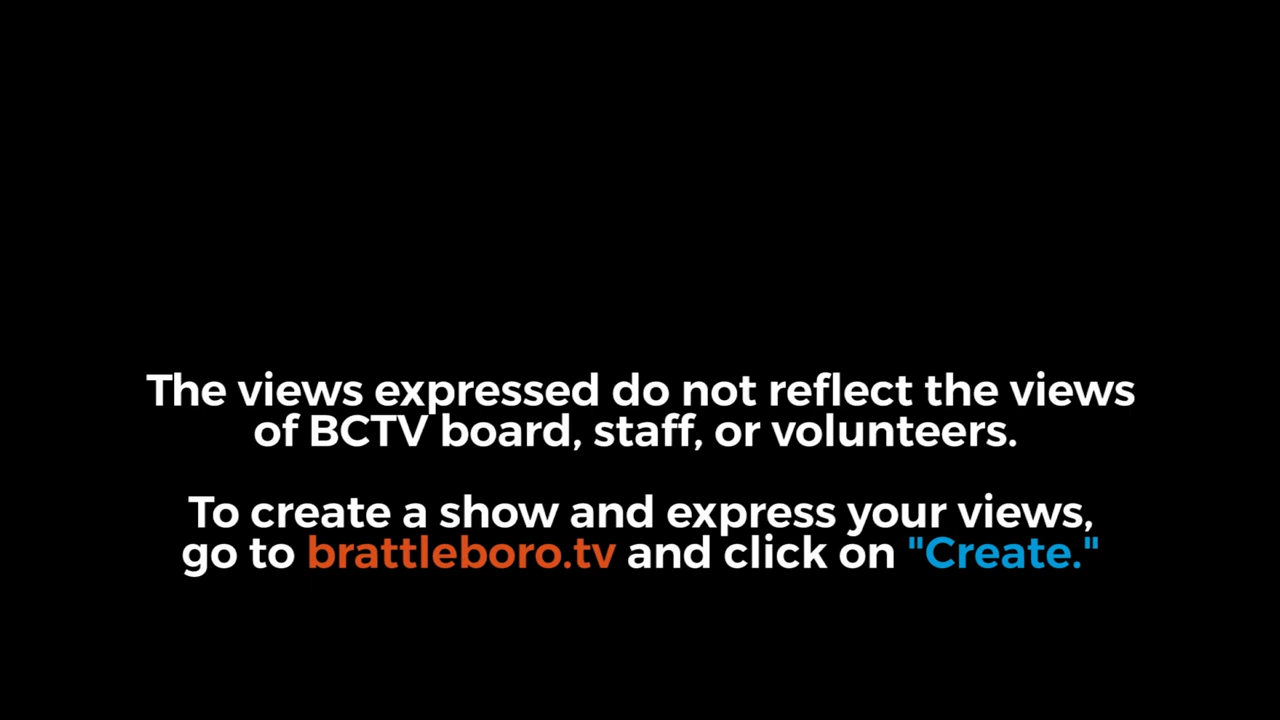 The views expressed do not reflect the views
of BCTV board, staff, or volunteers.
To create a show and express your views,
go to brattleboro.tv and click on "Create."